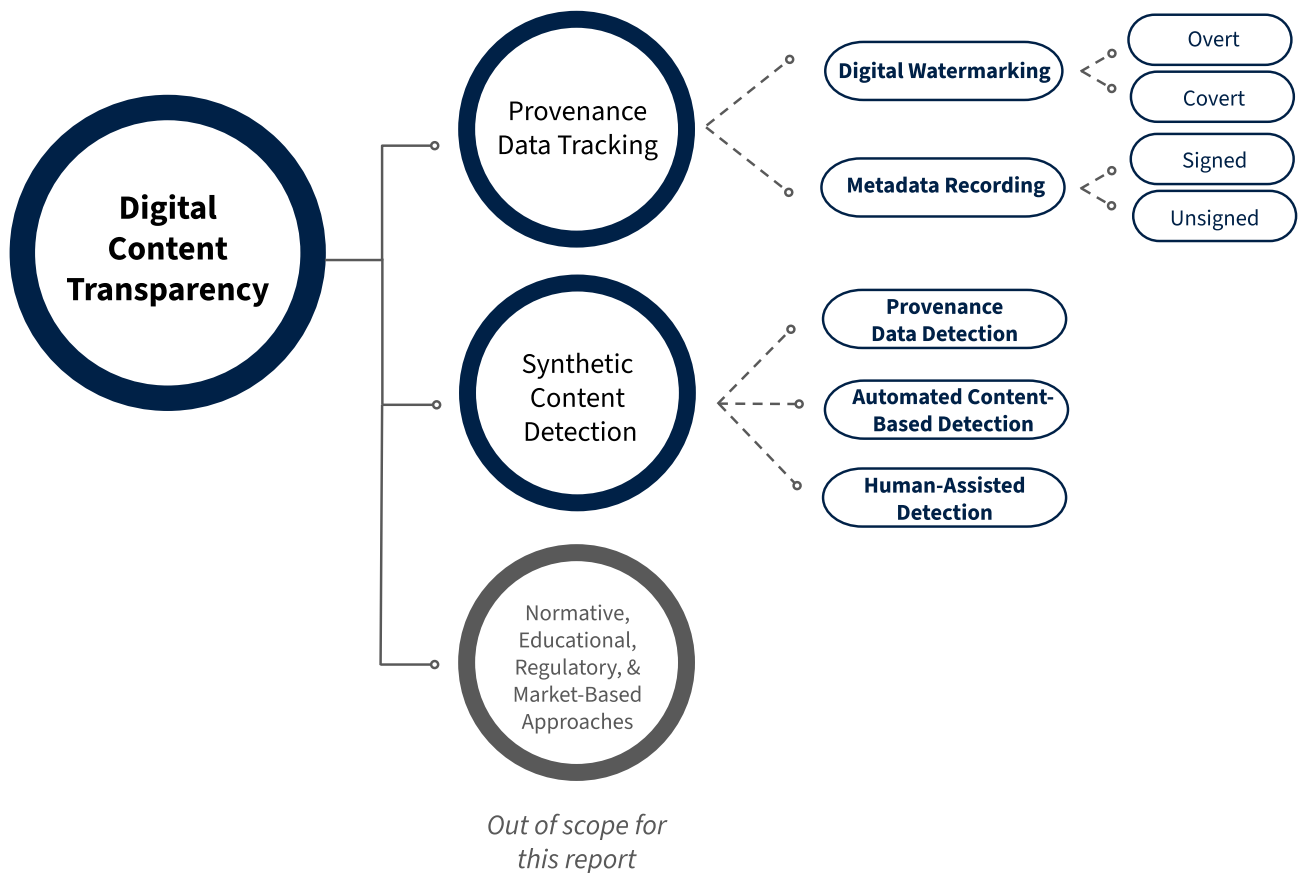 Digital
Content
Transparency
Provenance
Data Tracking
Digital Watermarking
Overt
Covert
Metadata Recording
Signed
Unsigned
Synthetic
Content
Detection
Provenance
Data Detection
Automated Content-
Based Detection
Human-Assisted
Detection
Normative,
Educational,
Regulatory, &
Market-Based
Approaches
Out of scope for
this report